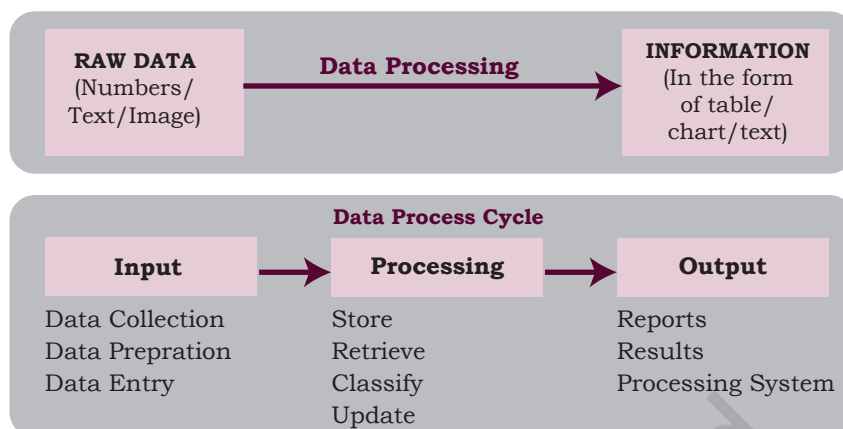 RAW DATA
(Numbers/
Text/Image)
Data Processing
INFORMATION
(In the form
of table/
chart/text)
Data Process Cycle
Input
Processing
Output
Data Collection
Data Prepration
Data Entry
Store
Retrieve
Classify
Update
Reports
Results
Processing System